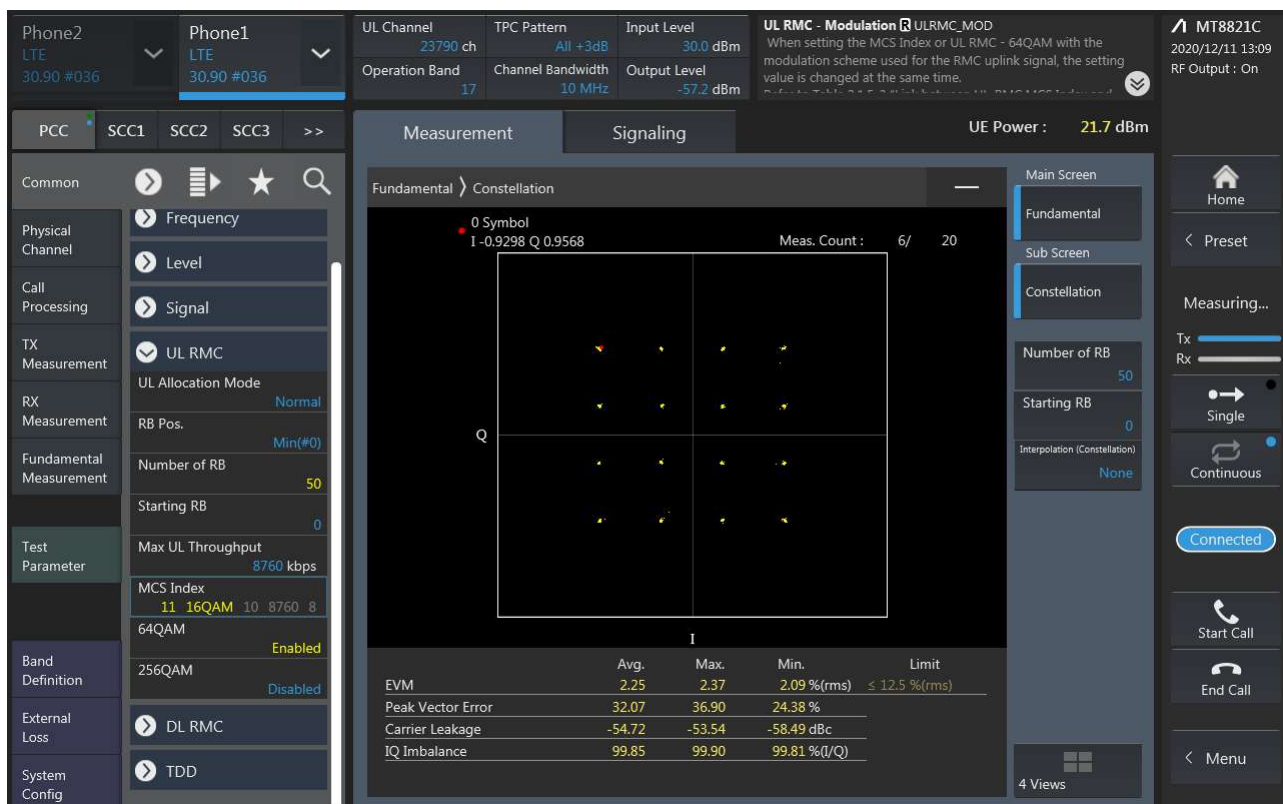 Phone2
LTE
30.90 #036
Phone1
LTE
30.90 #036
UL Channel
23790 ch
TPC Pattern
All +3dB
Input Level
30.0 dBm
Operation Band
17
Channel Bandwidth
10 MHz
Output Level
-57.2 dBm
UL RMC - Modulation R ULRMC_MOD
When setting the MCS Index or UL RMC - 64QAM with the
modulation scheme used for the RMC uplink signal, the setting
value is changed at the same time.
MT8821C
2020/12/11 13:09
RF Output : On
PCC SCC1 SCC2 SCC3 >>
Measurement
Signaling
UE Power : 21.7 dBm
Common
Physical
Channel
Call
Processing
TX
Measurement
RX
Measurement
Fundamental
Measurement
Test
Parameter
Band
Definition
External
Loss
System
Config
Frequency
Level
Signal
UL RMC
UL Allocation Mode
Normal
RB Pos.
Min(#0)
Number of RB
50
Starting RB
0
Max UL Throughput
8760 kbps
MCS Index
11 16QAM 10 8760 8
64QAM
Enabled
256QAM
Disabled
DL RMC
TDD
Fundamental ⟩ Constellation
0 Symbol
I -0.9298 Q 0.9568
Meas. Count : 6/ 20
Q
I
Avg. Max. Min. Limit
EVM 2.25 2.37 2.09 %(rms) ≤ 12.5 %(rms)
Peak Vector Error 32.07 36.90 24.38 %
Carrier Leakage -54.72 -53.54 -58.49 dBc
IQ Imbalance 99.85 99.90 99.81 %(I/Q)
Main Screen
Fundamental
Sub Screen
Constellation
Number of RB
50
Starting RB
0
Interpolation (Constellation)
None
4 Views
Home
< Preset
Measuring...
Tx
Rx
Single
Continuous
Connected
Start Call
End Call
< Menu